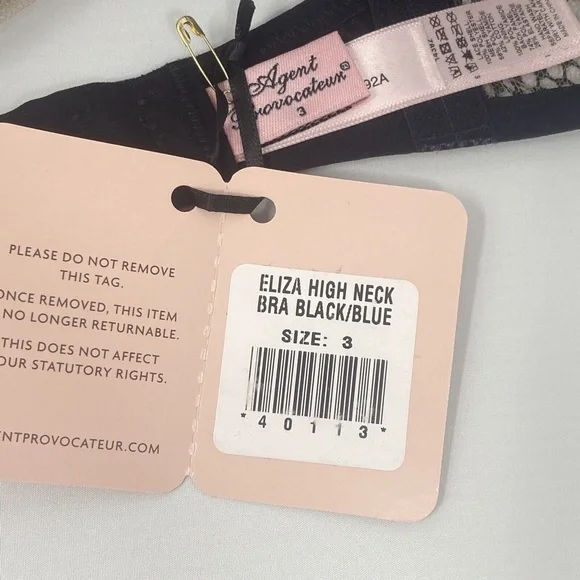 Agent
Provocateur®
3
92A
PLEASE DO NOT REMOVE
THIS TAG.
ONCE REMOVED, THIS ITEM
NO LONGER RETURNABLE.
THIS DOES NOT AFFECT
OUR STATUTORY RIGHTS.
ENTPROVOCATEUR.COM
ELIZA HIGH NECK
BRA BLACK/BLUE
SIZE: 3
*40113*